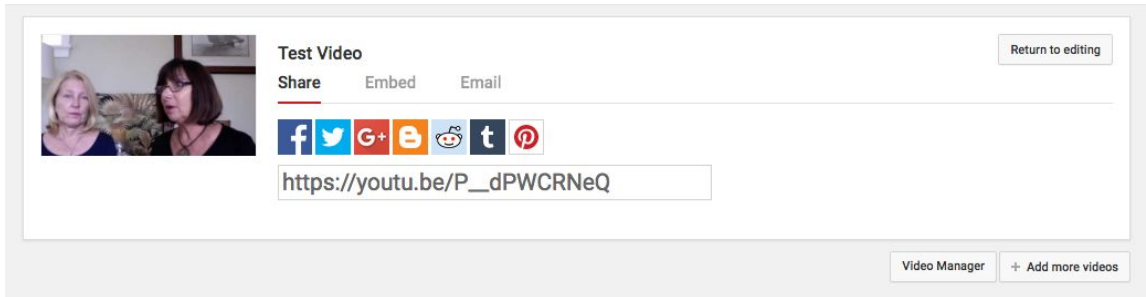 Test Video
Return to editing
Share Embed Email
f G+ B t
https://youtu.be/P__dPWCRNeQ
Video Manager + Add more videos